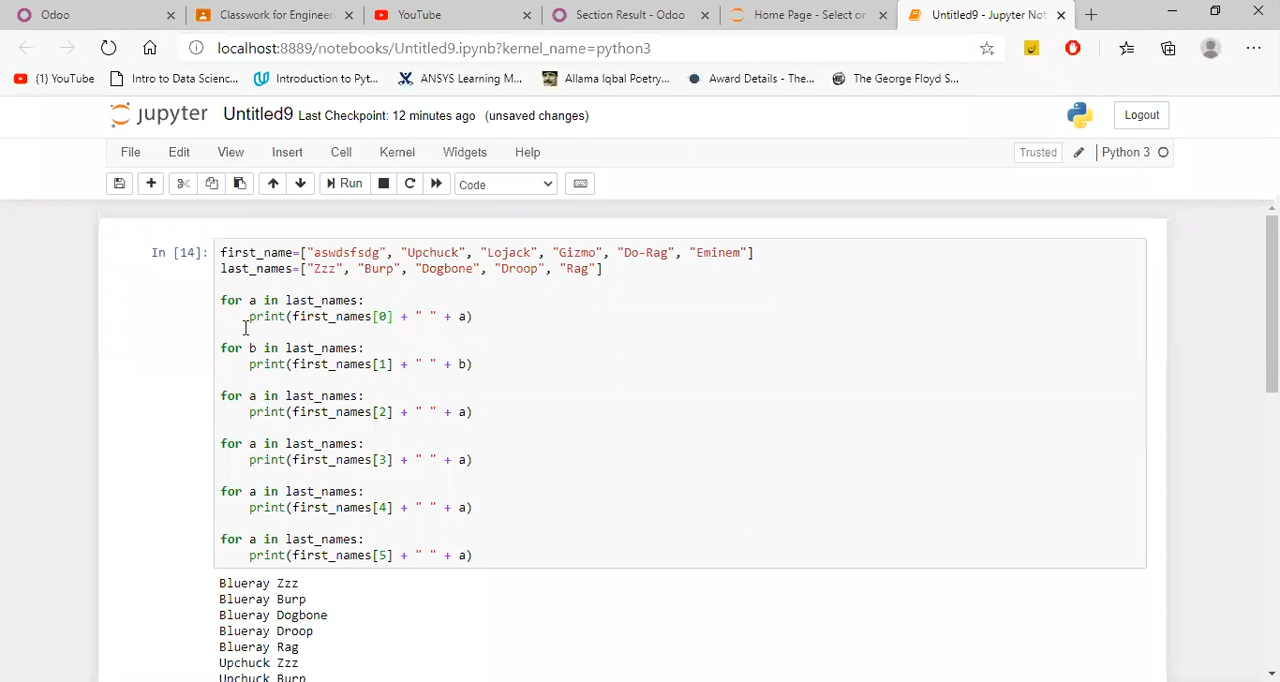 Odoo
Classwork for Engineer
YouTube
Section Result - Odoo
Home Page - Select or
Untitled9 - Jupyter Not
localhost:8889/notebooks/Untitled9.ipynb?kernel_name=python3
(1) YouTube
Intro to Data Scienc...
Introduction to Pyt...
ANSYS Learning M...
Allama Iqbal Poetry...
Award Details - The...
The George Floyd S...
jupyter Untitled9 Last Checkpoint: 12 minutes ago (unsaved changes)
Logout
File Edit View Insert Cell Kernel Widgets Help
Trusted
Python 3
Run
Code
In [14]:
first_name=["aswdsfsdg", "Upchuck", "Lojack", "Gizmo", "Do-Rag", "Eminem"]
last_names=["Zzz", "Burp", "Dogbone", "Droop", "Rag"]
for a in last_names:
print(first_names[0] + " " + a)
for b in last_names:
print(first_names[1] + " " + b)
for a in last_names:
print(first_names[2] + " " + a)
for a in last_names:
print(first_names[3] + " " + a)
for a in last_names:
print(first_names[4] + " " + a)
for a in last_names:
print(first_names[5] + " " + a)
Blueray Zzz
Blueray Burp
Blueray Dogbone
Blueray Droop
Blueray Rag
Upchuck Zzz
Upchuck Burp